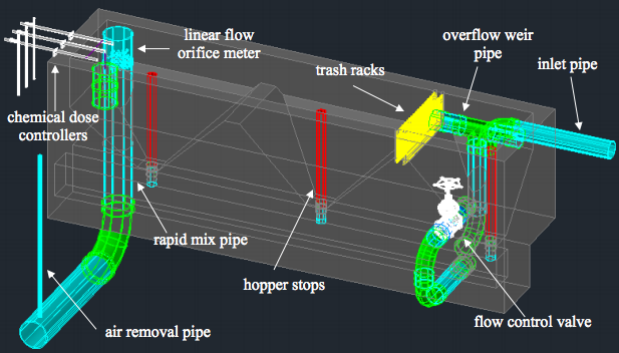 linear flow
orifice meter
overflow weir
pipe
inlet pipe
trash racks
chemical dose
controllers
rapid mix pipe
hopper stops
air removal pipe
flow control valve